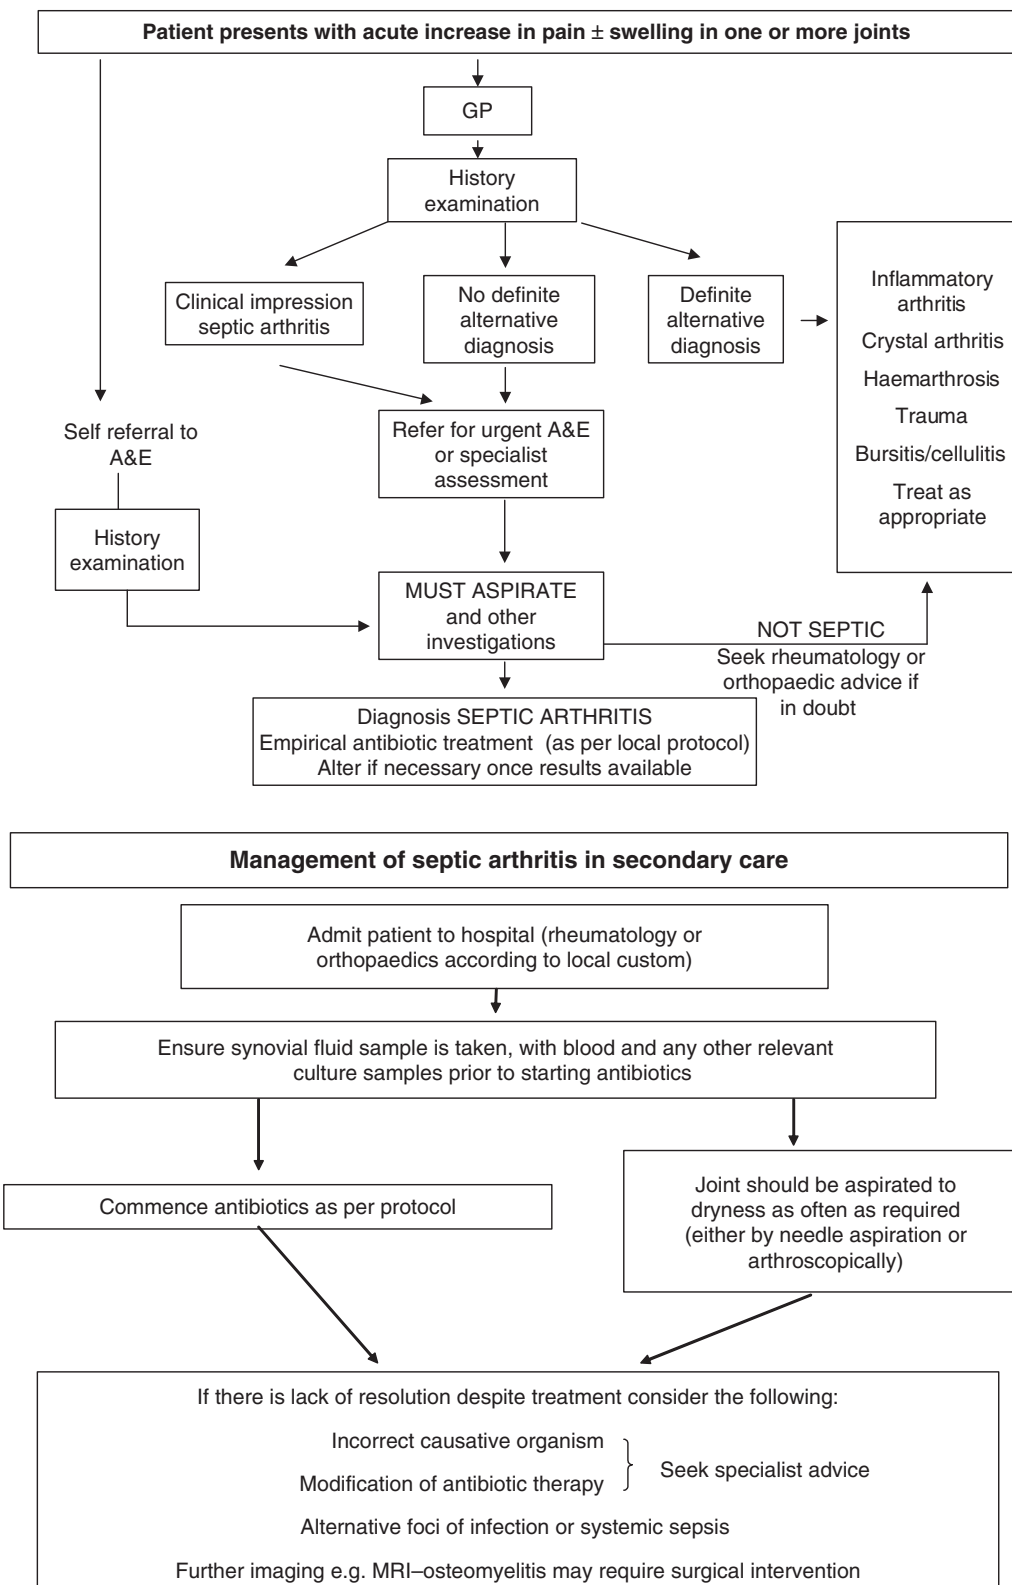 Patient presents with acute increase in pain ± swelling in one or more joints
GP
History
examination
Clinical impression
septic arthritis
No definite
alternative
diagnosis
Definite
alternative
diagnosis
Inflammatory
arthritis
Crystal arthritis
Haemarthrosis
Trauma
Bursitis/cellulitis
Treat as
appropriate
Self referral to
A&E
Refer for urgent A&E
or specialist
assessment
History
examination
MUST ASPIRATE
and other
investigations
NOT SEPTIC
Seek rheumatology or
orthopaedic advice if
in doubt
Diagnosis SEPTIC ARTHRITIS
Empirical antibiotic treatment (as per local protocol)
Alter if necessary once results available
Management of septic arthritis in secondary care
Admit patient to hospital (rheumatology or
orthopaedics according to local custom)
Ensure synovial fluid sample is taken, with blood and any other relevant
culture samples prior to starting antibiotics
Commence antibiotics as per protocol
Joint should be aspirated to
dryness as often as required
(either by needle aspiration or
arthroscopically)
If there is lack of resolution despite treatment consider the following:
Incorrect causative organism
Modification of antibiotic therapy
Seek specialist advice
Alternative foci of infection or systemic sepsis
Further imaging e.g. MRI–osteomyelitis may require surgical intervention